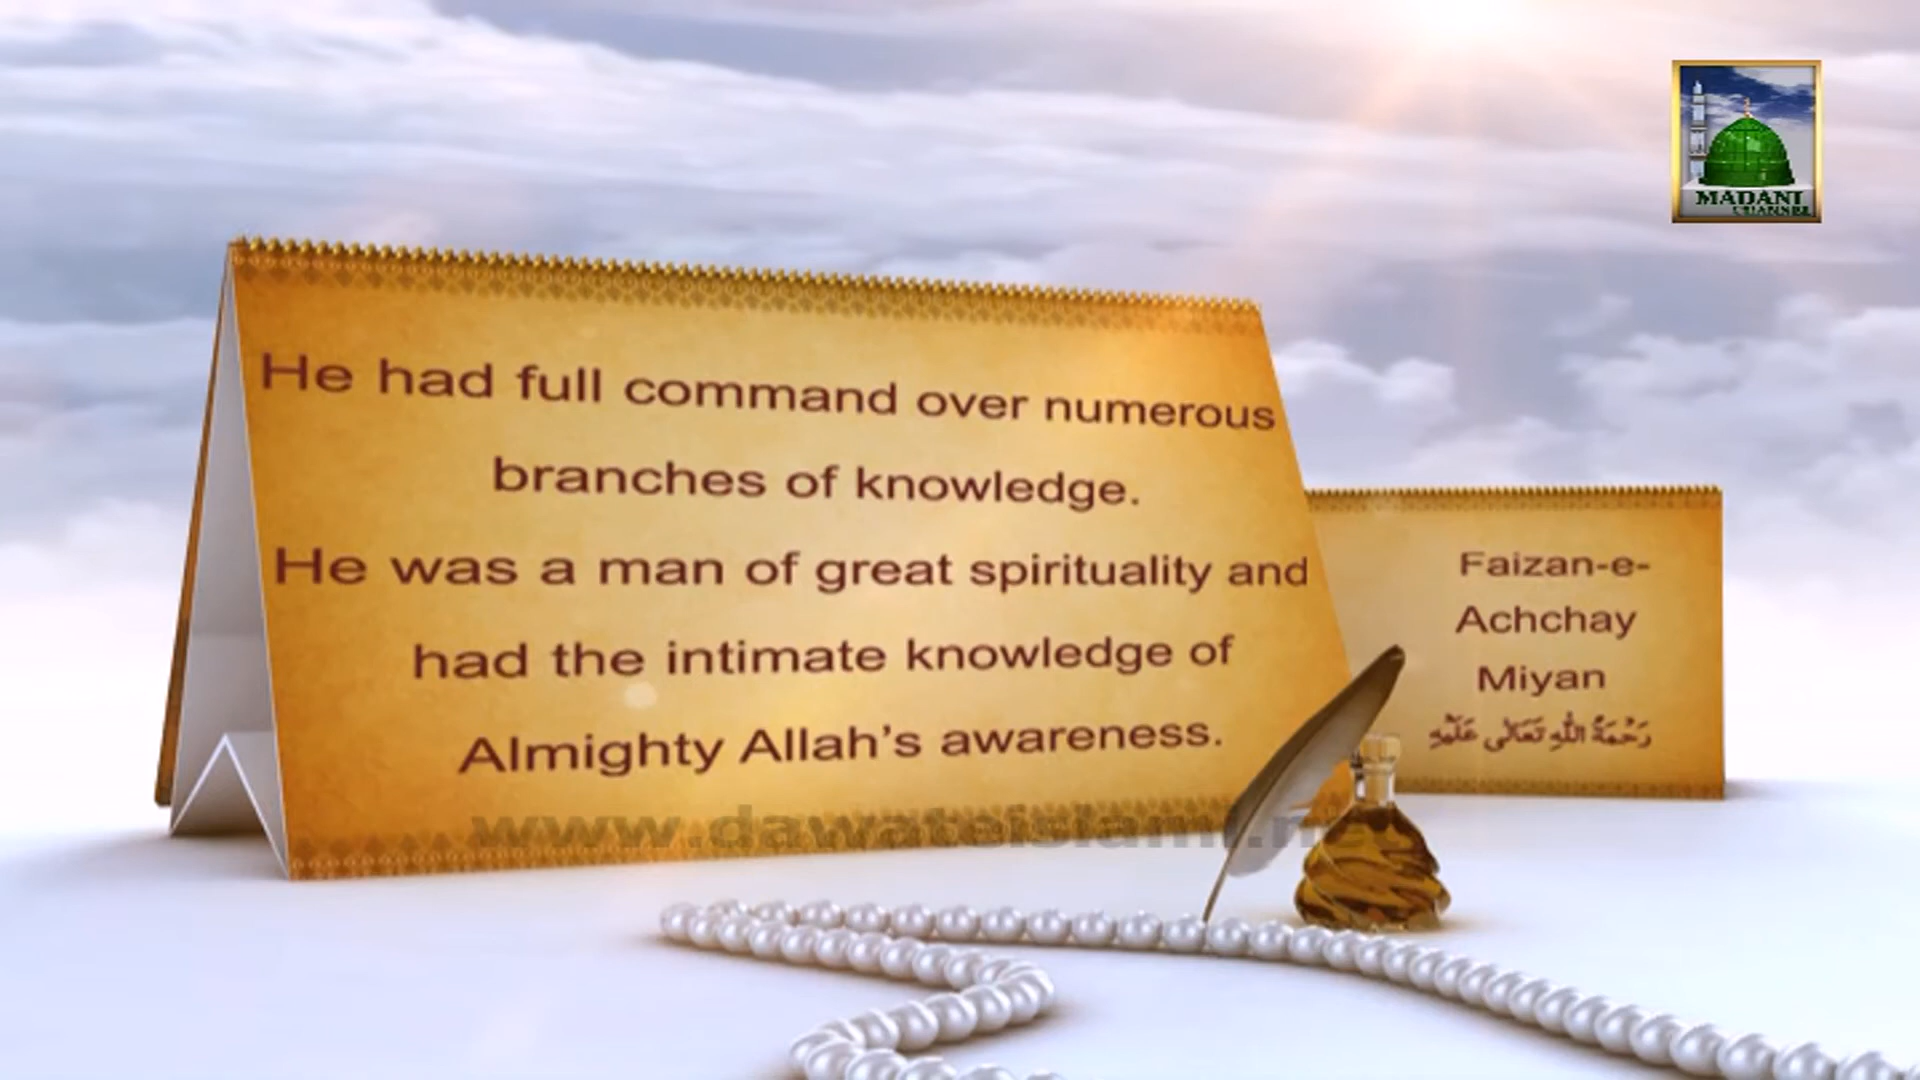 MADANI
CHANNEL
He had full command over numerous
branches of knowledge.
He was a man of great spirituality and
had the intimate knowledge of
Almighty Allah’s awareness.
Faizan-e-
Achchay
Miyan
رَحْمَةُ اللهِ تَعَالٰى عَلَيْهِ
www.dawateislami.net